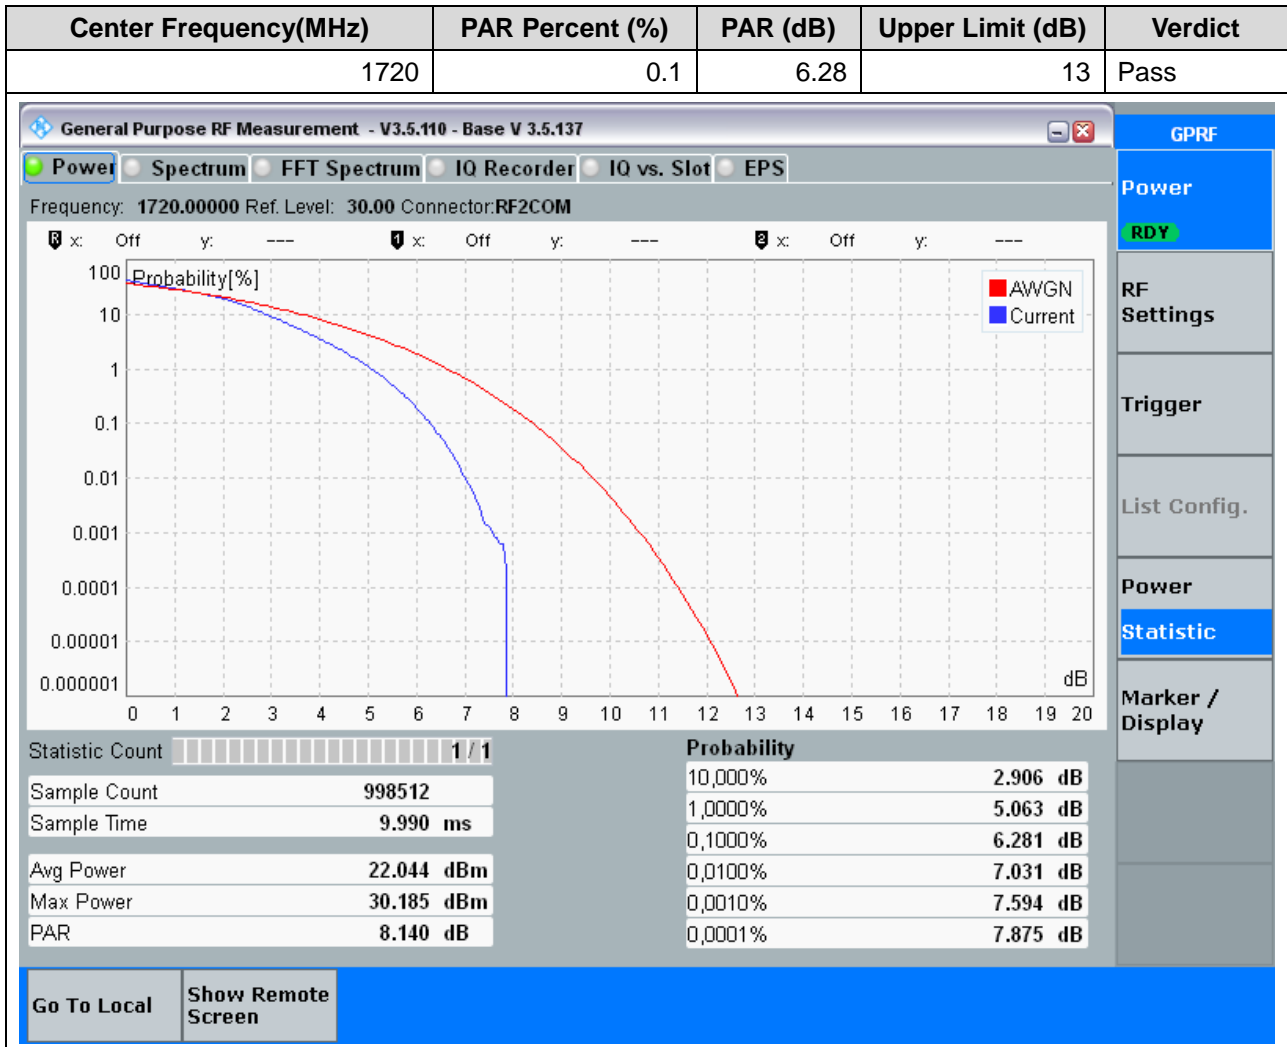 Center Frequency(MHz) PAR Percent (%) PAR (dB) Upper Limit (dB) Verdict
1720 0.1 6.28 13 Pass
General Purpose RF Measurement - V3.5.110 - Base V 3.5.137
GPRF
Power Spectrum FFT Spectrum IQ Recorder IQ vs. Slot EPS
Frequency: 1720.00000 Ref. Level: 30.00 Connector:RF2COM
R x: Off y: --- 1 x: Off y: --- 2 x: Off y: ---
Probability[%]
100
10
1
0.1
0.01
0.001
0.0001
0.00001
0.000001
AWGN
Current
dB
0 1 2 3 4 5 6 7 8 9 10 11 12 13 14 15 16 17 18 19 20
Statistic Count 1 / 1
Sample Count 998512
Sample Time 9.990 ms
Avg Power 22.044 dBm
Max Power 30.185 dBm
PAR 8.140 dB
Probability
10,000% 2.906 dB
1,0000% 5.063 dB
0,1000% 6.281 dB
0,0100% 7.031 dB
0,0010% 7.594 dB
0,0001% 7.875 dB
Power
RDY
RF
Settings
Trigger
List Config.
Power
Statistic
Marker /
Display
Go To Local
Show Remote
Screen